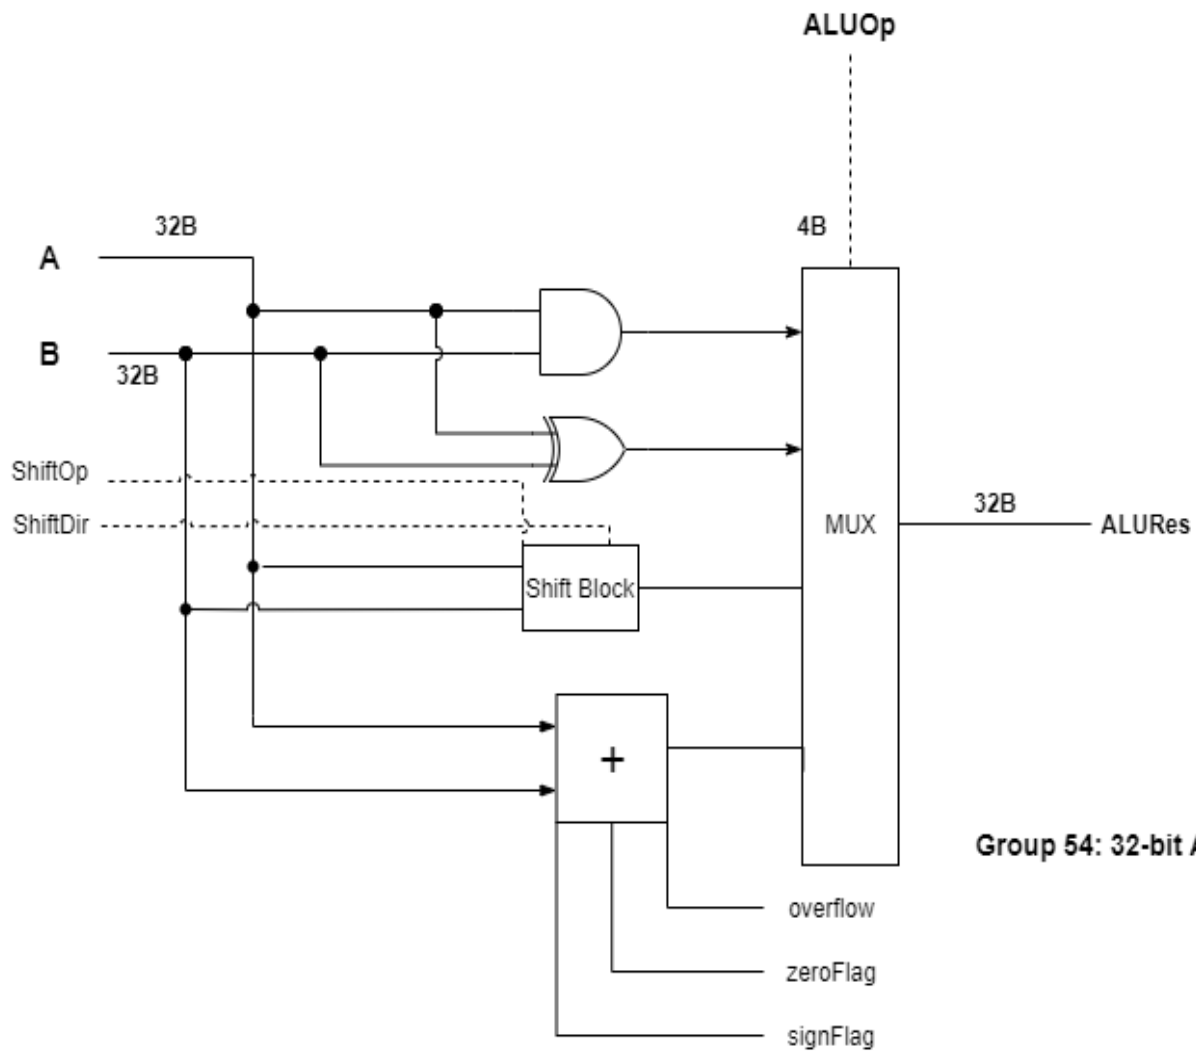 ALUOp
32B
4B
A
B
32B
ShiftOp
ShiftDir
MUX
32B
ALURes
Shift Block
+
Group 54: 32-bit A
overflow
zeroFlag
signFlag